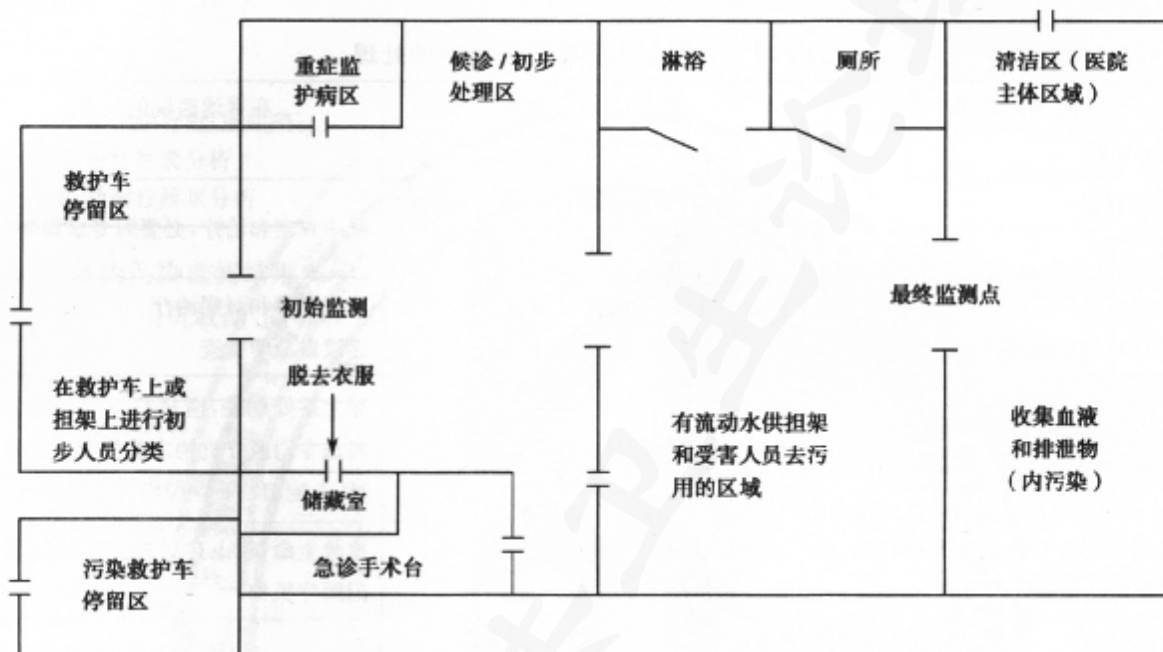 重症监
护病区
候诊/初步
处理区
淋浴
厕所
清洁区（医院
主体区域）
救护车
停留区
初始监测
最终监测点
脱去衣服
在救护车上或
担架上进行初
步人员分类
有流动水供担架
和受害人员去污
用的区域
收集血液
和排泄物
（内污染）
储藏室
污染救护车
停留区
急诊手术台